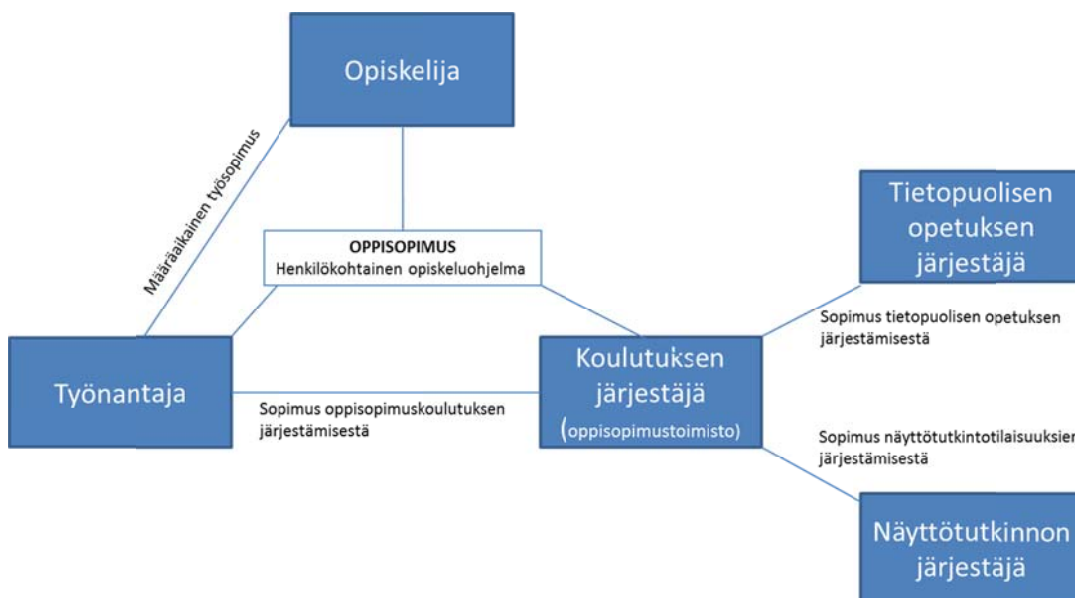 Opiskelija
Määräaikainen työsopimus
OPPISOPIMUS
Henkilökohtainen opiskeluohjelma
Tietopuolisen
opetuksen
järjestäjä
Sopimus tietopuolisen opetuksen
järjestämisestä
Työnantaja
Sopimus oppisopimuskoulutuksen
järjestämisestä
Koulutuksen
järjestäjä
(oppisopimustoimisto)
Sopimus näyttötutkintotilaisuuksien
järjestämisestä
Näyttötutkinnon
järjestäjä